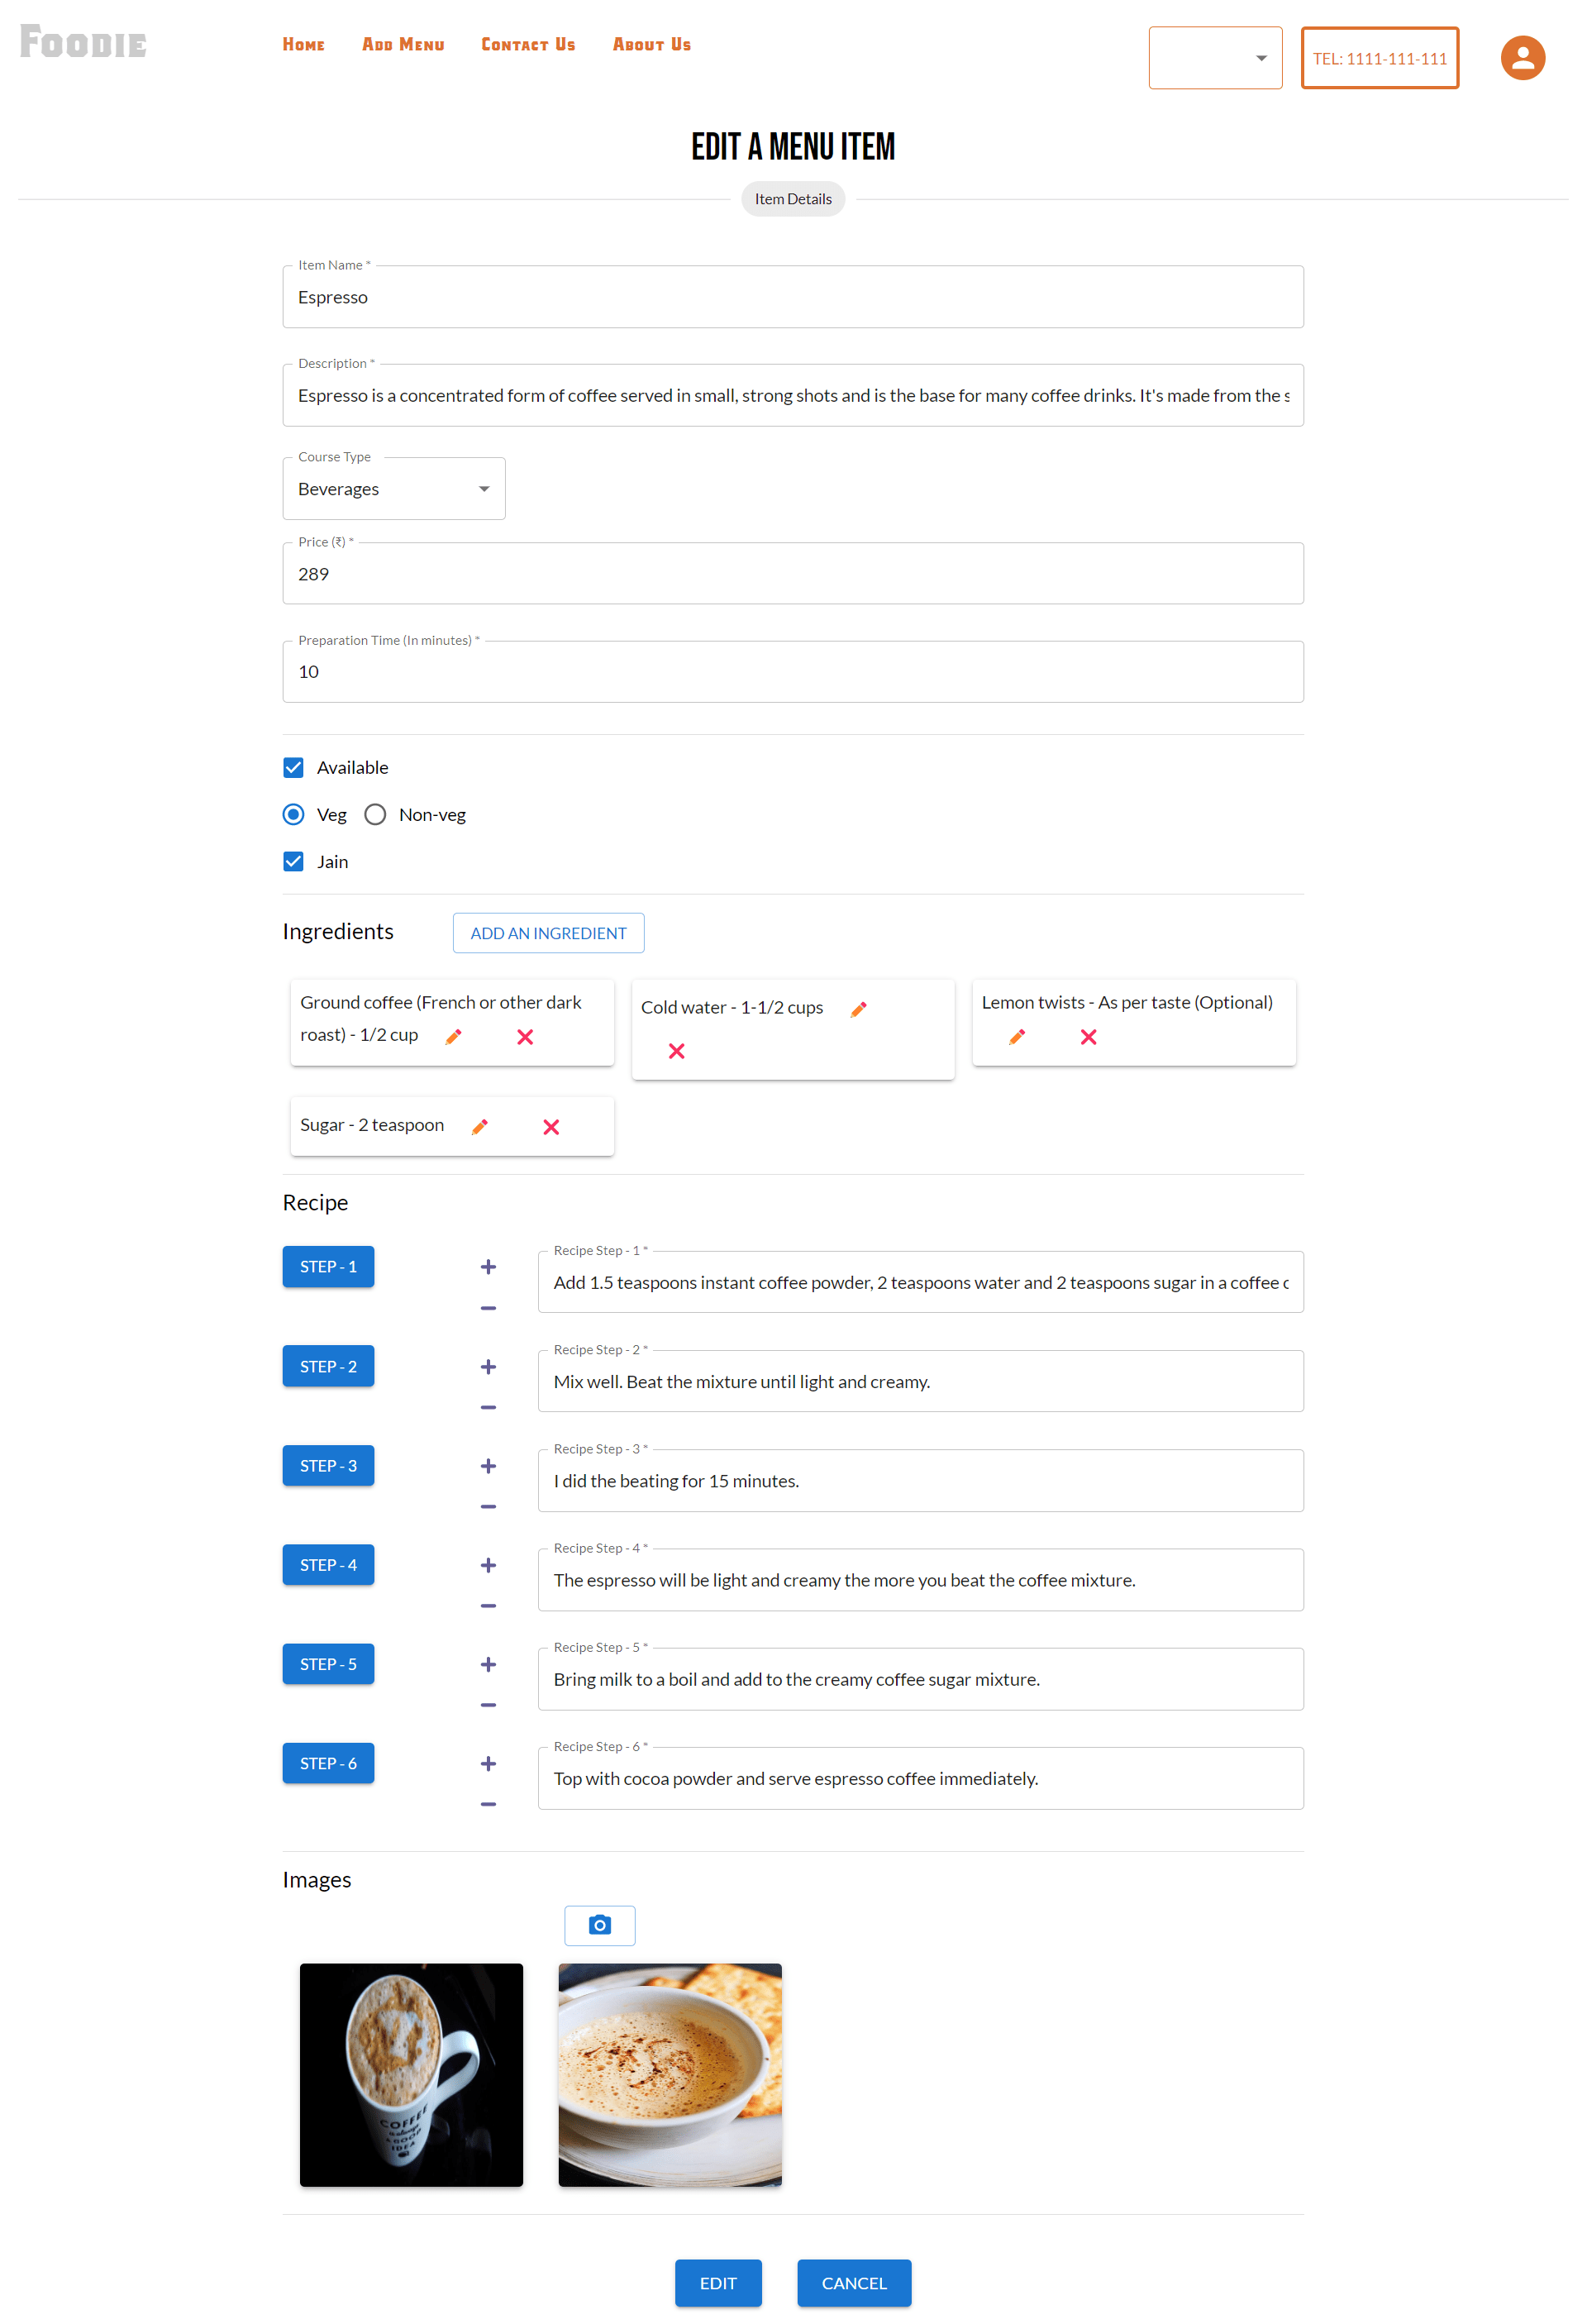 Foodie
Home
Add Menu
Contact Us
About Us
TEL: 1111-111-111
EDIT A MENU ITEM
Item Details
Item Name *
Espresso
Description *
Espresso is a concentrated form of coffee served in small, strong shots and is the base for many coffee drinks. It's made from the s
Course Type
Beverages
Price (₹) *
289
Preparation Time (In minutes) *
10
Available
Veg
Non-veg
Jain
Ingredients
ADD AN INGREDIENT
Ground coffee (French or other dark
roast) - 1/2 cup
Cold water - 1-1/2 cups
Lemon twists - As per taste (Optional)
Sugar - 2 teaspoon
Recipe
STEP - 1
Recipe Step - 1 *
Add 1.5 teaspoons instant coffee powder, 2 teaspoons water and 2 teaspoons sugar in a coffee c
STEP - 2
Recipe Step - 2 *
Mix well. Beat the mixture until light and creamy.
STEP - 3
Recipe Step - 3 *
I did the beating for 15 minutes.
STEP - 4
Recipe Step - 4 *
The espresso will be light and creamy the more you beat the coffee mixture.
STEP - 5
Recipe Step - 5 *
Bring milk to a boil and add to the creamy coffee sugar mixture.
STEP - 6
Recipe Step - 6 *
Top with cocoa powder and serve espresso coffee immediately.
Images
COFFEE
always
A GOOD
IDEA
EDIT
CANCEL